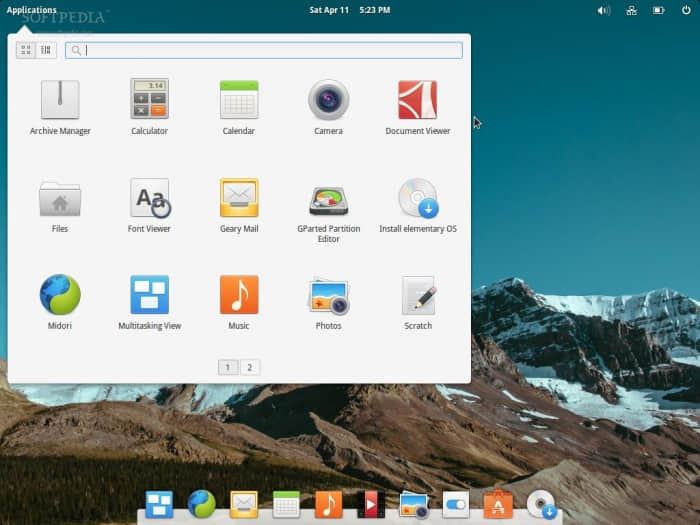 Applications
Sat Apr 11 5:23 PM
SOFTPEDIA
Archive Manager
3.14
Calculator
Calendar
Camera
Document Viewer
Files
Aa
Font Viewer
Geary Mail
GParted Partition
Editor
Install elementary OS
Midori
Multitasking View
Music
Photos
Scratch
1 2